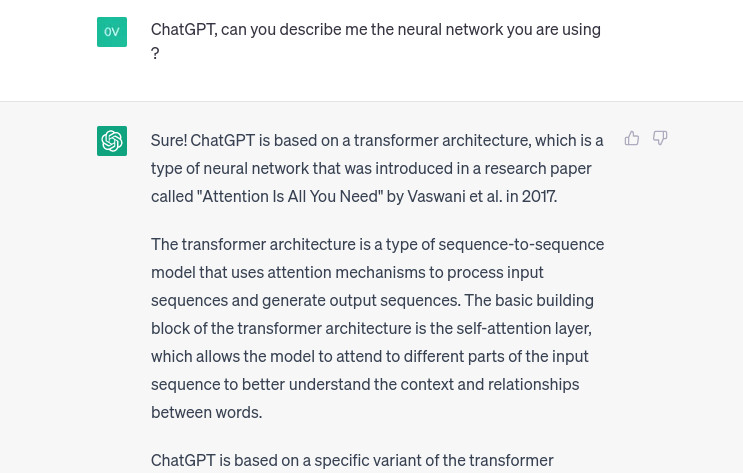 OV
ChatGPT, can you describe me the neural network you are using
?
Sure! ChatGPT is based on a transformer architecture, which is a
type of neural network that was introduced in a research paper
called "Attention Is All You Need" by Vaswani et al. in 2017.
The transformer architecture is a type of sequence-to-sequence
model that uses attention mechanisms to process input
sequences and generate output sequences. The basic building
block of the transformer architecture is the self-attention layer,
which allows the model to attend to different parts of the input
sequence to better understand the context and relationships
between words.
ChatGPT is based on a specific variant of the transformer